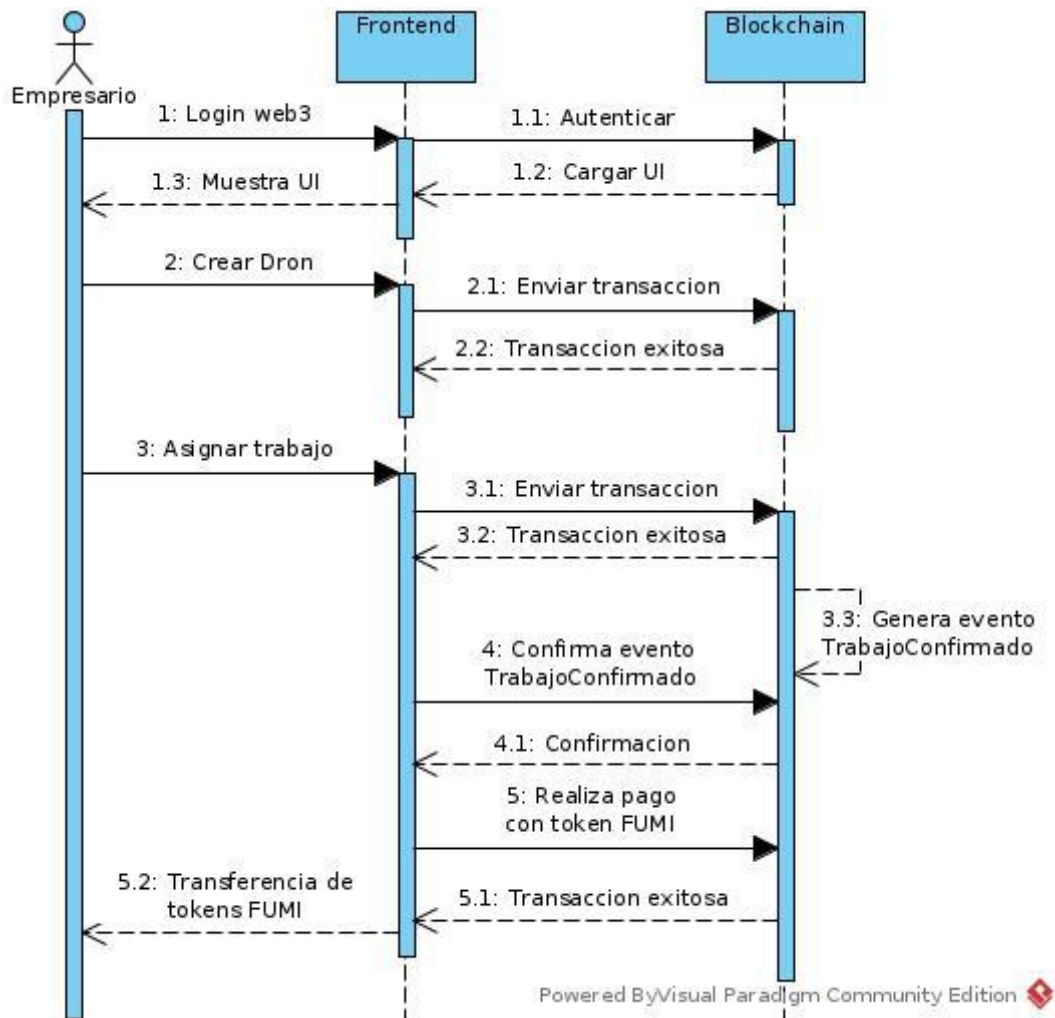 Frontend
Blockchain
Empresario
1: Login web3
1.1: Autenticar
1.2: Cargar UI
1.3: Muestra UI
2: Crear Dron
2.1: Enviar transaccion
2.2: Transaccion exitosa
3: Asignar trabajo
3.1: Enviar transaccion
3.2: Transaccion exitosa
3.3: Genera evento
TrabajoConfirmado
4: Confirma evento
TrabajoConfirmado
4.1: Confirmacion
5: Realiza pago
con token FUMI
5.1: Transaccion exitosa
5.2: Transferencia de
tokens FUMI
Powered ByVisual Paradigm Community Edition